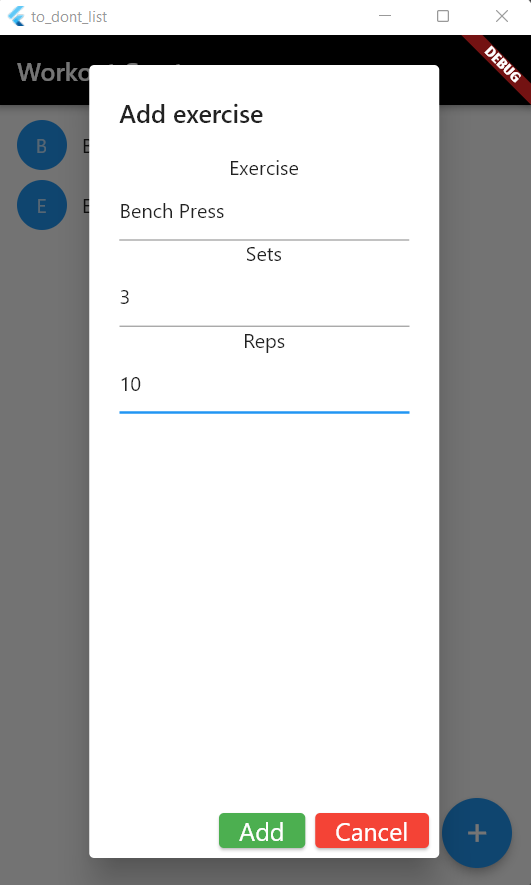 to_dont_list
DEBUG
Add exercise
B
Exercise
Bench Press
E
Sets
3
Reps
10
Add
Cancel
+